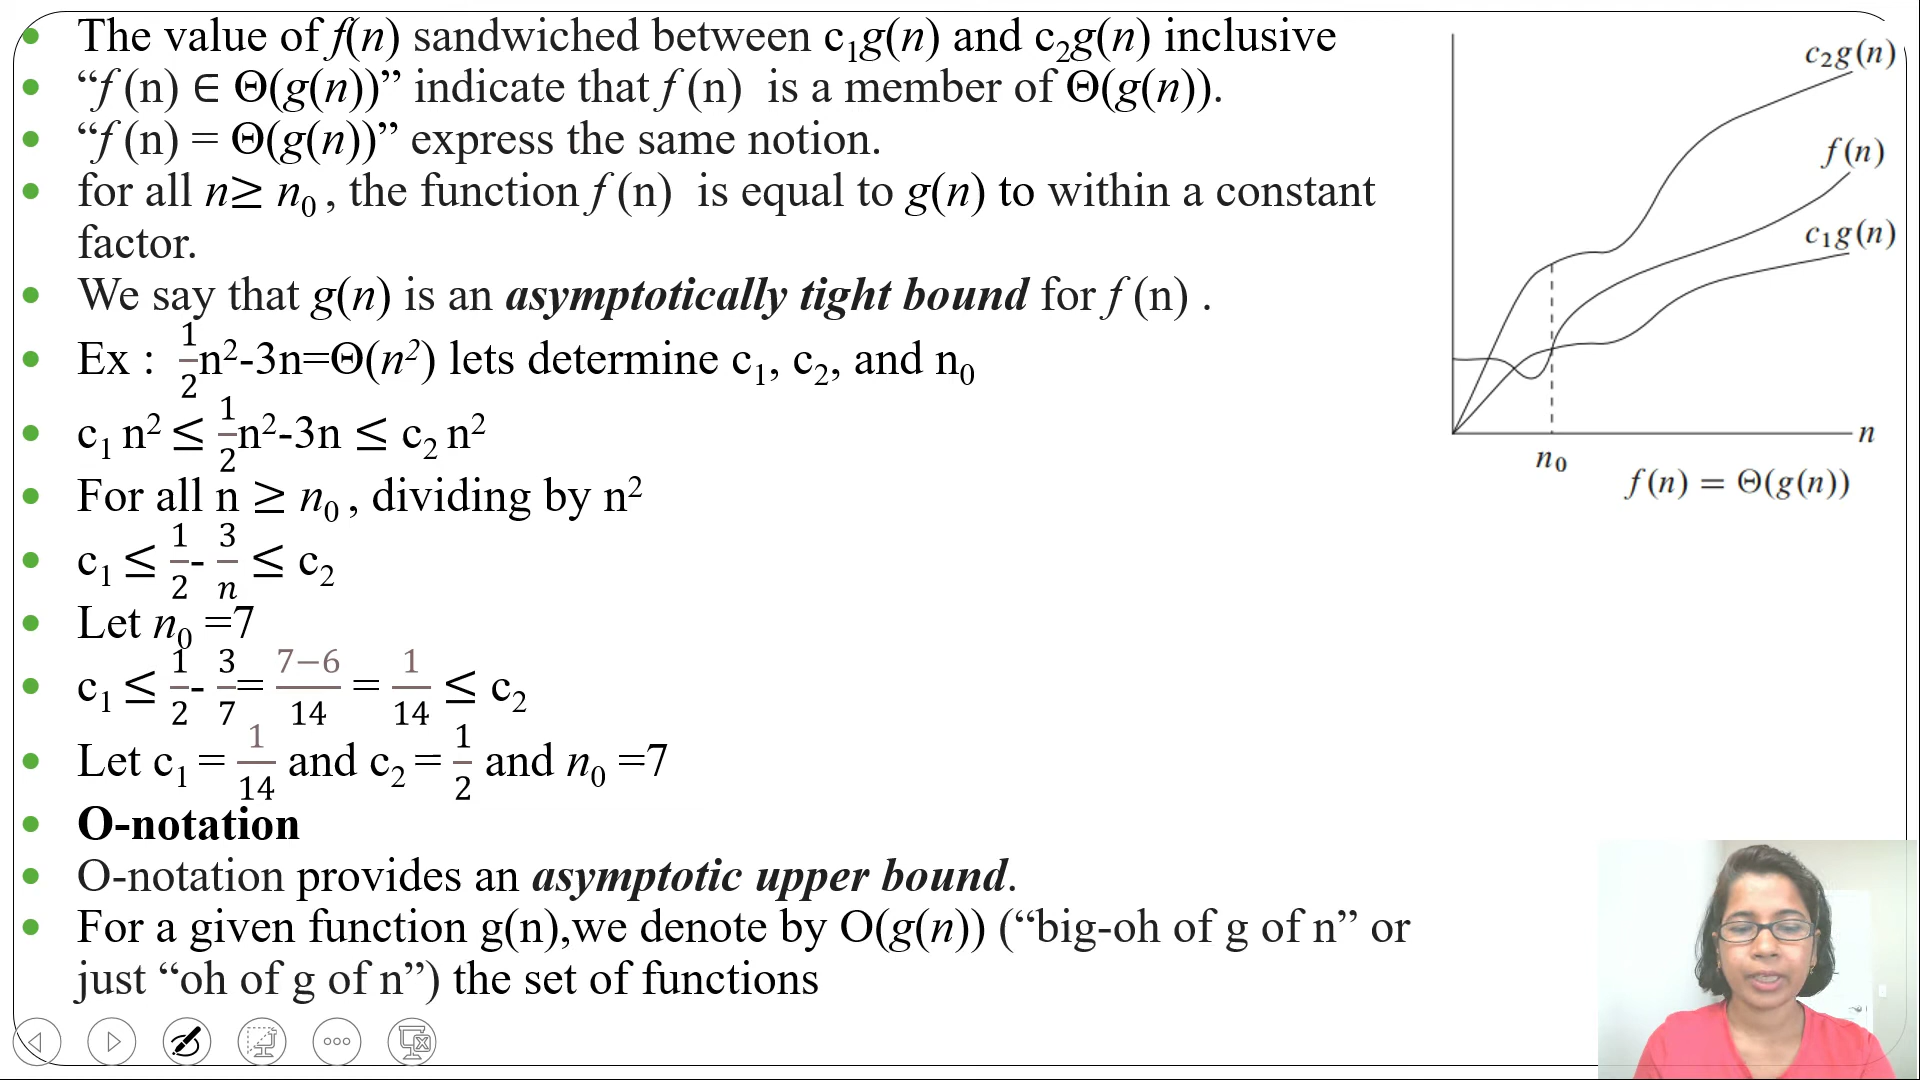 The value of f(n) sandwiched between c₁g(n) and c₂g(n) inclusive
“f (n) ∈ Θ(g(n))” indicate that f (n) is a member of Θ(g(n)).
“f (n) = Θ(g(n))” express the same notion.
for all n≥ n₀ , the function f (n) is equal to g(n) to within a constant
factor.
We say that g(n) is an asymptotically tight bound for f (n) .
Ex : 1/2 n²-3n=Θ(n²) lets determine c₁, c₂, and n₀
c₁ n² ≤ 1/2 n²-3n ≤ c₂ n²
For all n ≥ n₀ , dividing by n²
c₁ ≤ 1/2 - 3/n ≤ c₂
Let n₀ =7
c₁ ≤ 1/2 - 3/7 = 7−6/14 = 1/14 ≤ c₂
Let c₁ = 1/14 and c₂ = 1/2 and n₀ =7
O-notation
O-notation provides an asymptotic upper bound.
For a given function g(n),we denote by O(g(n)) (“big-oh of g of n” or
just “oh of g of n”) the set of functions
c₂g(n)
f(n)
c₁g(n)
n
n₀
f(n) = Θ(g(n))